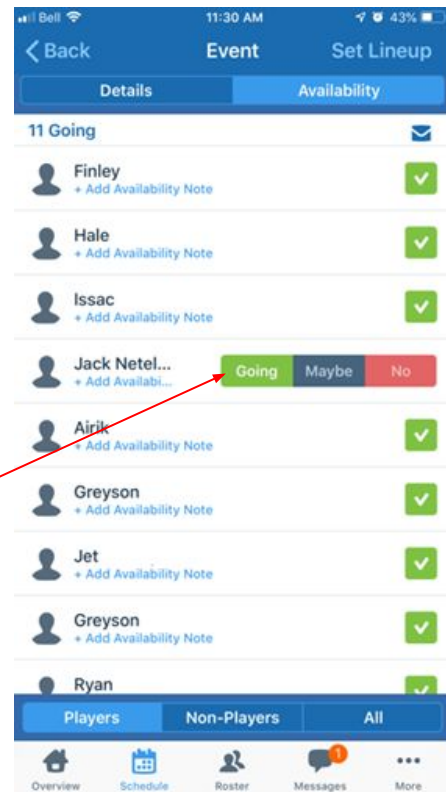 Bell 11:30 AM 43%
Back Event Set Lineup
Details Availability
11 Going
Finley
+ Add Availability Note
Hale
+ Add Availability Note
Issac
+ Add Availability Note
Jack Netel...
+ Add Availabi...
Going Maybe No
Airik
+ Add Availability Note
Greyson
+ Add Availability Note
Jet
+ Add Availability Note
Greyson
+ Add Availability Note
Ryan
Players Non-Players All
1
Overview Schedule Roster Messages More